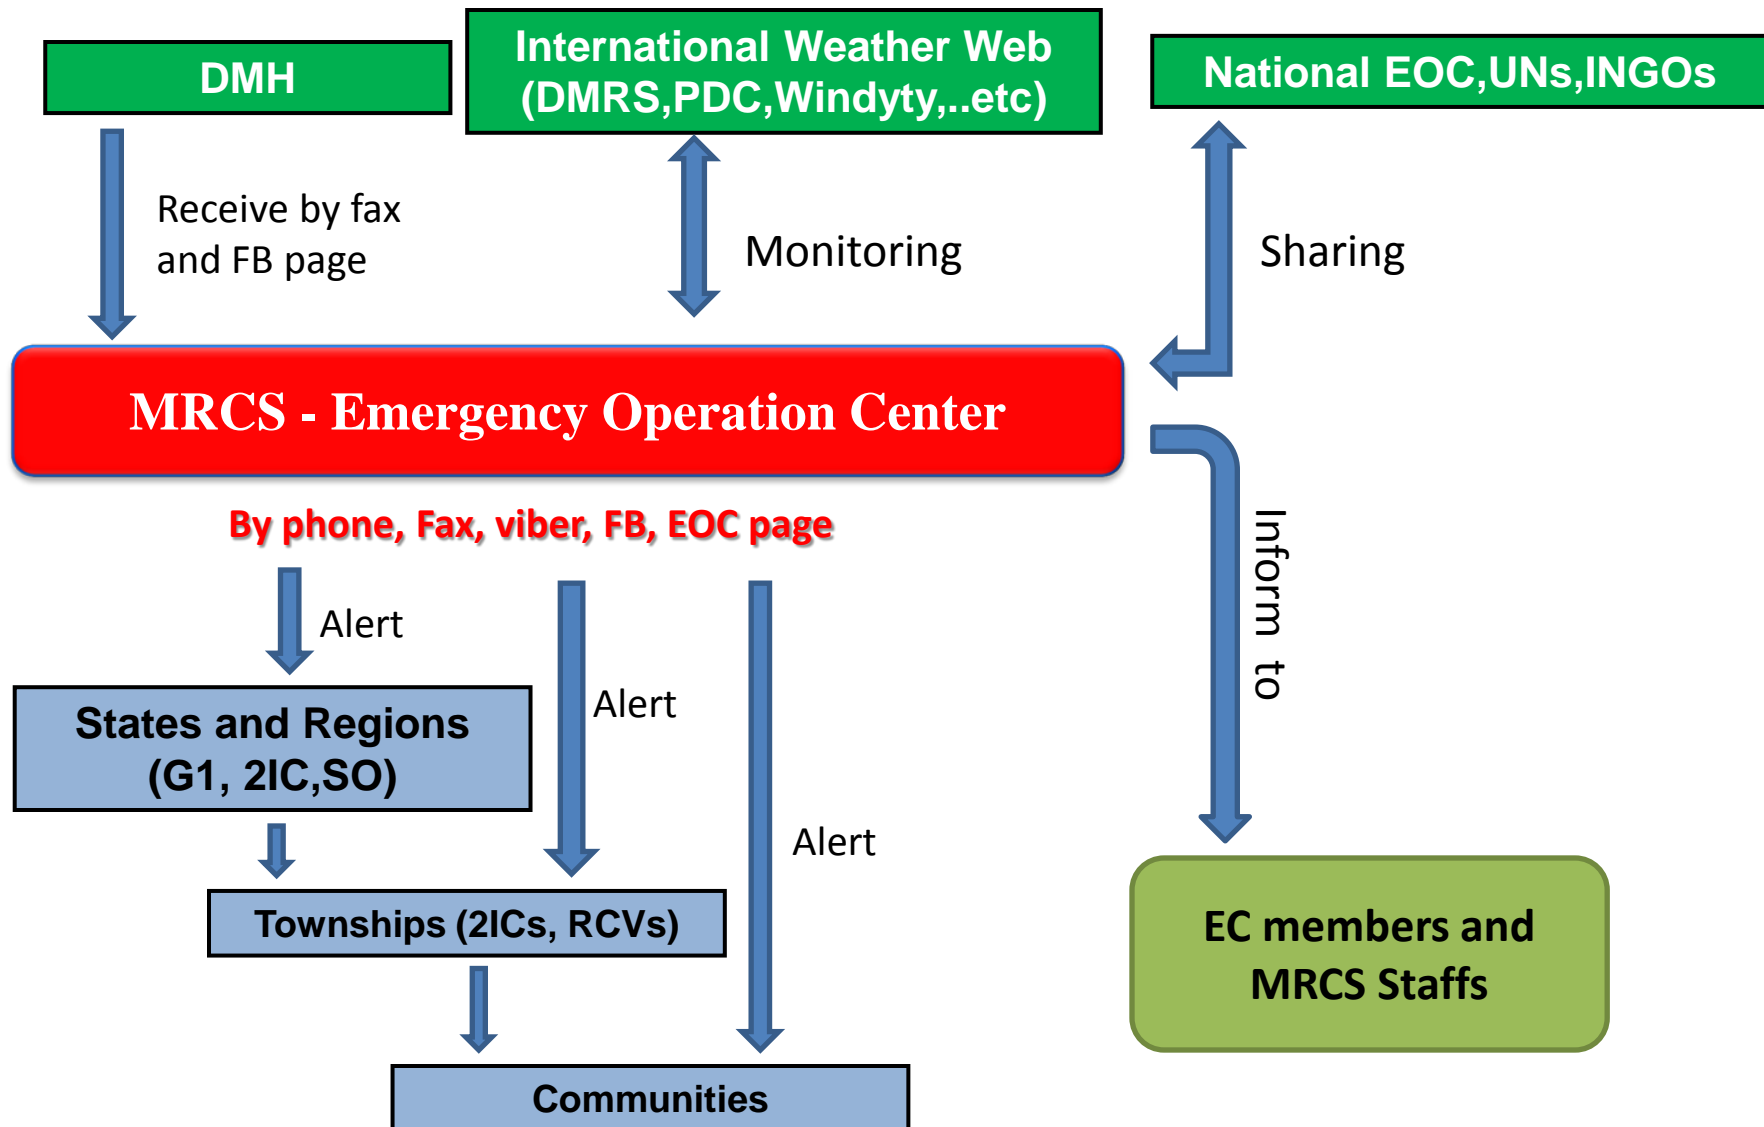 DMH
International Weather Web
(DMRS,PDC,Windyty,..etc)
National EOC,UNs,INGOs
Receive by fax
and FB page
Monitoring
Sharing
MRCS - Emergency Operation Center
By phone, Fax, viber, FB, EOC page
Inform to
Alert
States and Regions
(G1, 2IC,SO)
Alert
Alert
Townships (2ICs, RCVs)
EC members and
MRCS Staffs
Communities